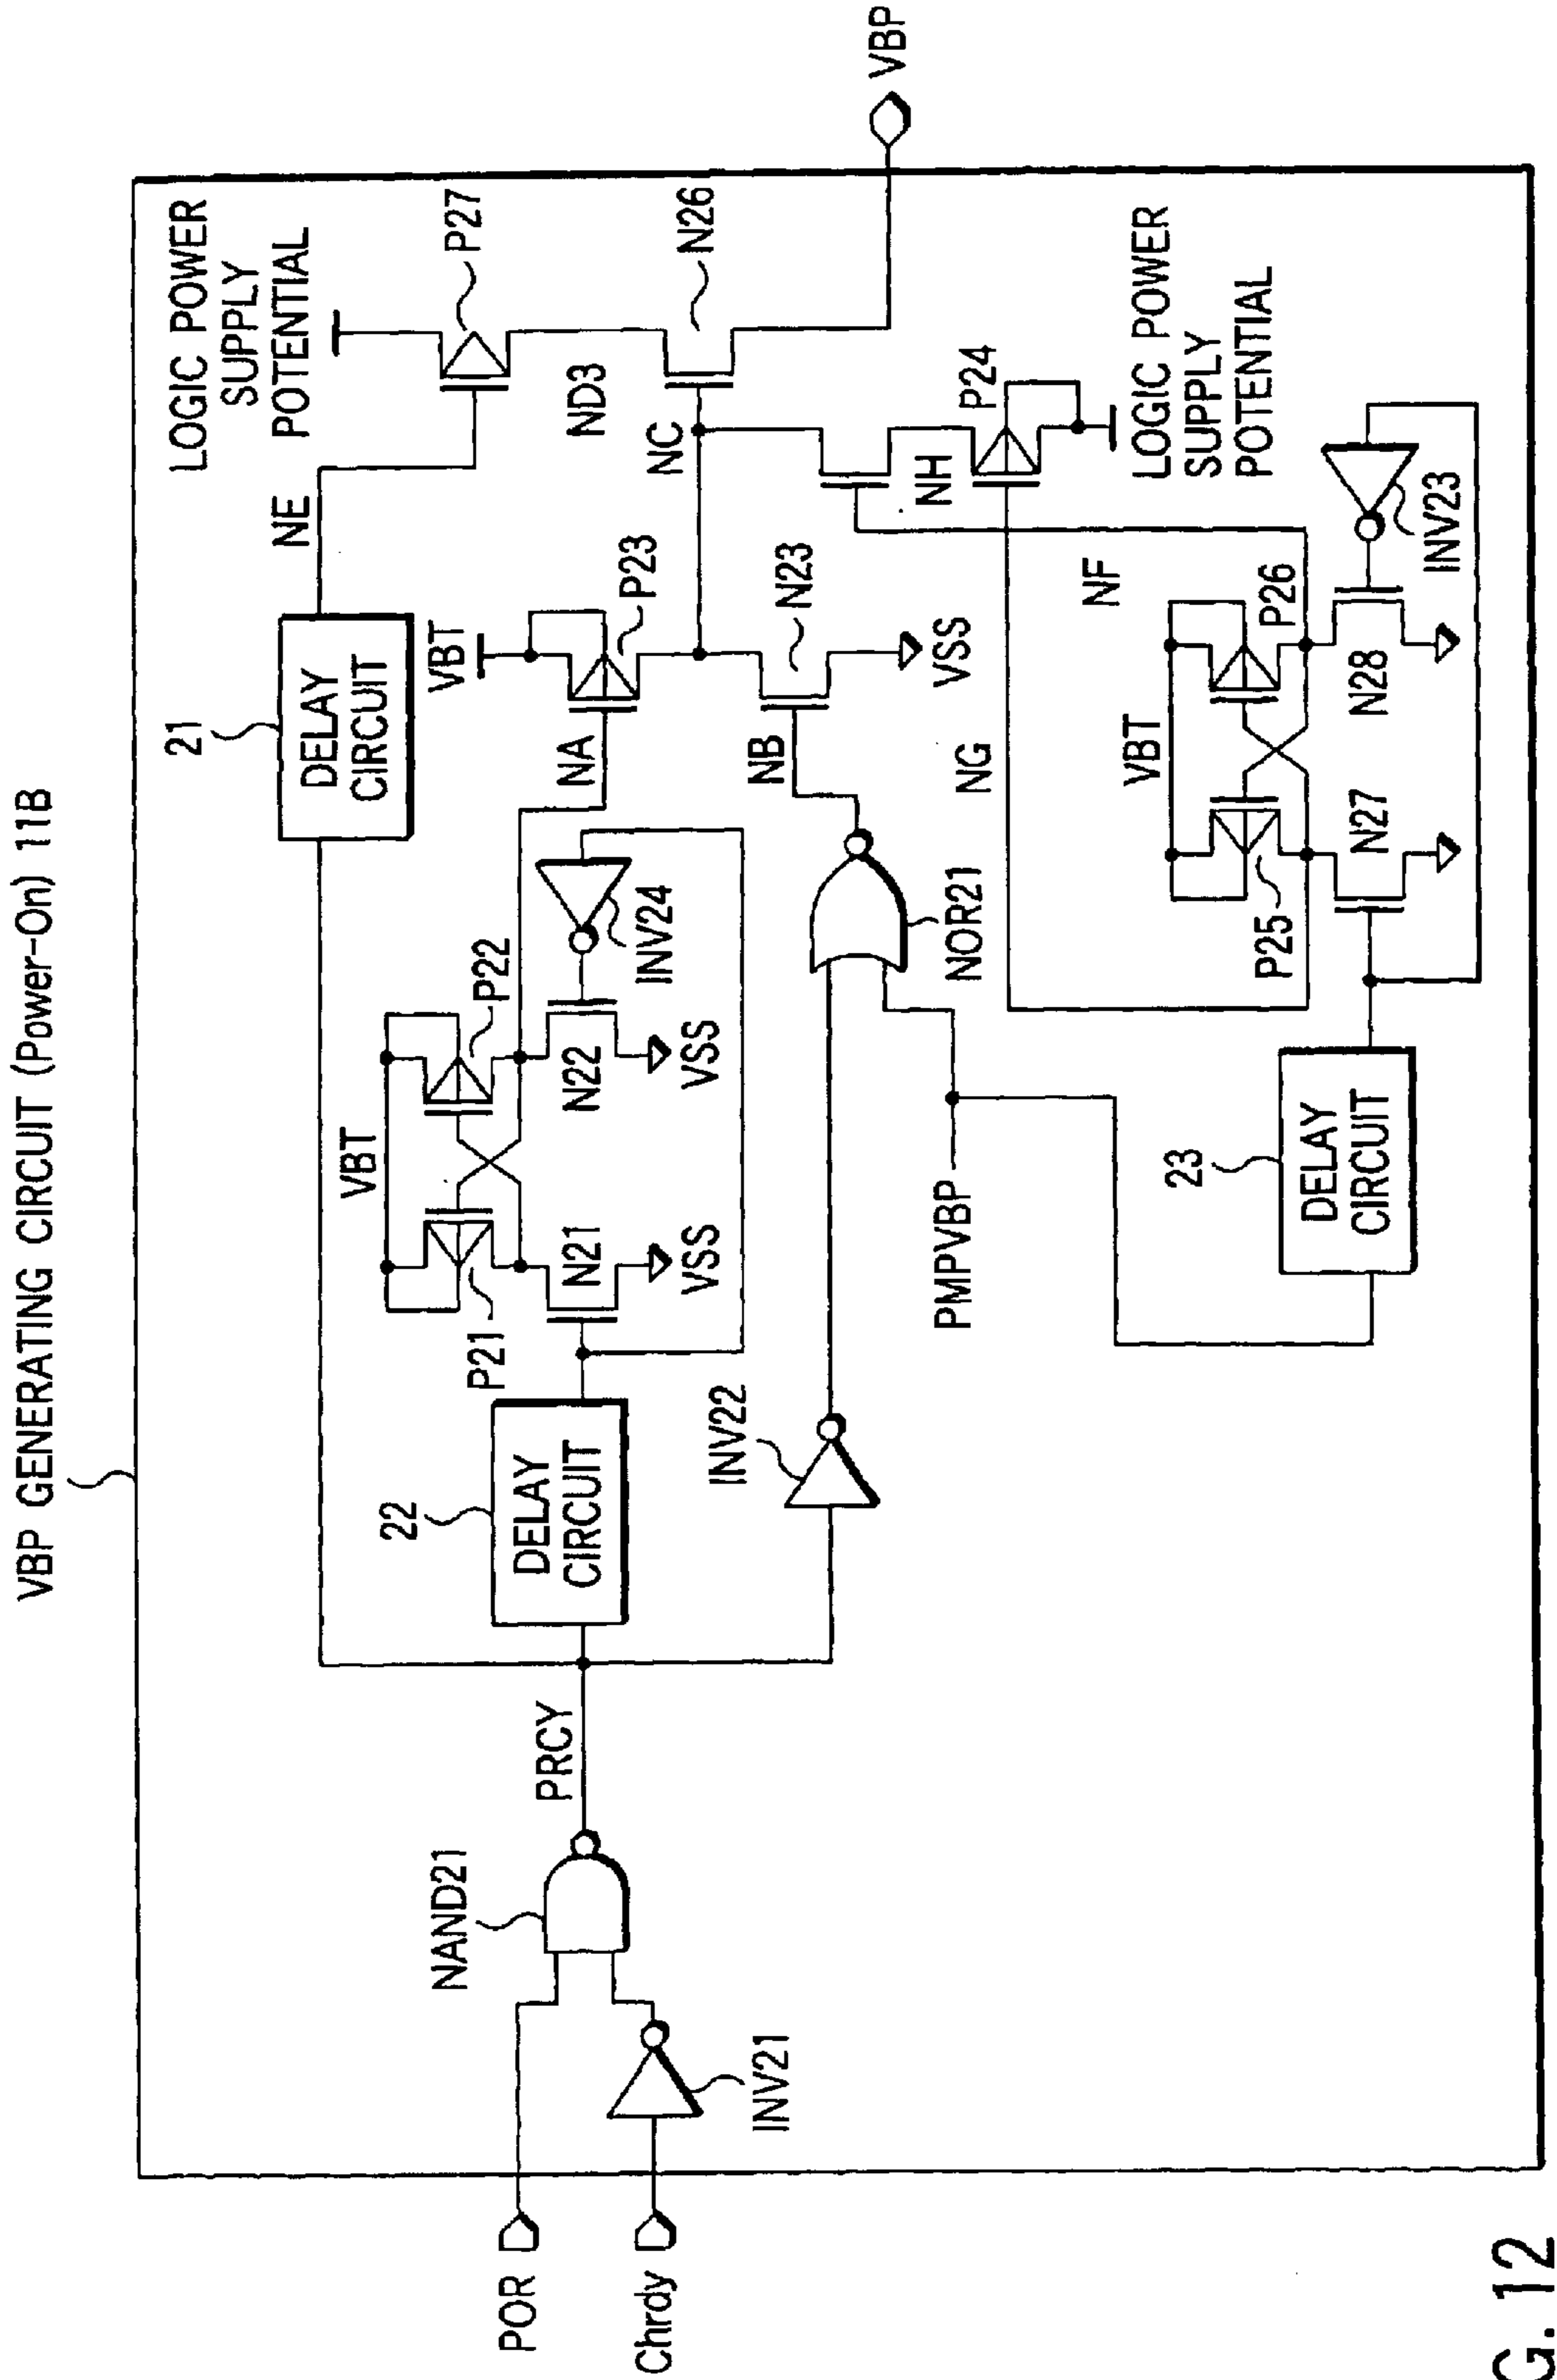 VBP GENERATING CIRCUIT (Power-On) 11B
POR
Chrdy
INV21
NAND21
PRCY
21
DELAY
CIRCUIT
NE
LOGIC POWER
SUPPLY
POTENTIAL
P27
22
DELAY
CIRCUIT
VBT
P21
P22
N21
VSS
N22
VSS
INV24
NA
VBT
P23
NC
ND3
N26
VBP
INV22
NOR21
NB
N23
VSS
PMPVBP
NG
NF
NH
P24
LOGIC POWER
SUPPLY
POTENTIAL
23
DELAY
CIRCUIT
VBT
P25
P26
N27
N28
INV23
G. 12